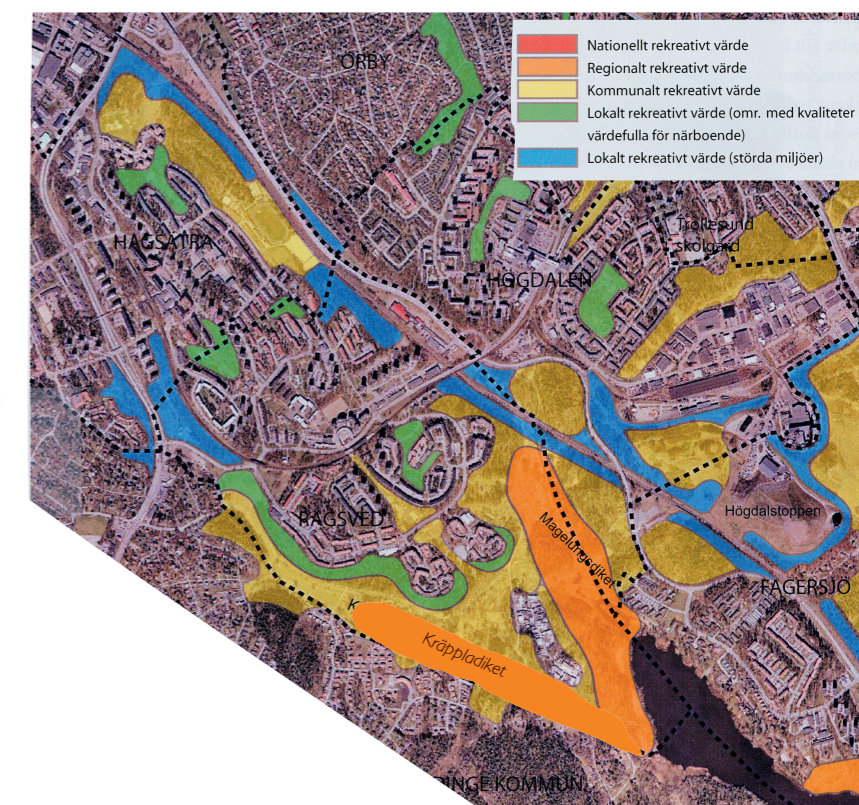 Nationellt rekreativt värde
Regionalt rekreativt värde
Kommunalt rekreativt värde
Lokalt rekreativt värde (omr. med kvaliteter
värdefulla för närboende)
Lokalt rekreativt värde (störda miljöer)
ÖRBY
Trollesund
skolgård
HAGSÄTRA
HÖGDALEN
RÅGSVED
Magelungsdiket
Högdalstoppen
FAGERSJÖ
K
Kräppladiket
DINGE KOMMUN